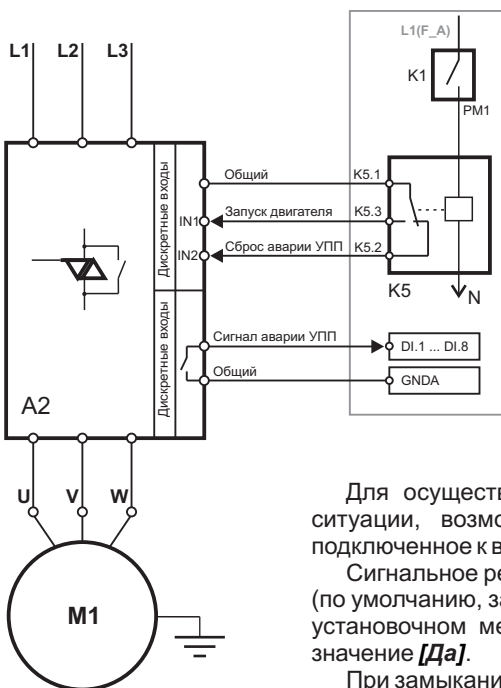 L1(F_A)
L1 L2 L3
K1
PM1
Дискретные входы
Общий K5.1
IN1 Запуск двигателя K5.3
IN2 Сброс аварии УПП K5.2
K5 N
Дискретные входы
Сигнал аварии УПП DI.1 ... DI.8
Общий GNDA
A2
U V W
M1
Для осуществ
ситуации, возмо
подключенное к в
Сигнальное ре
(по умолчанию, за
установочном ме
значение [Да].
При замыкани